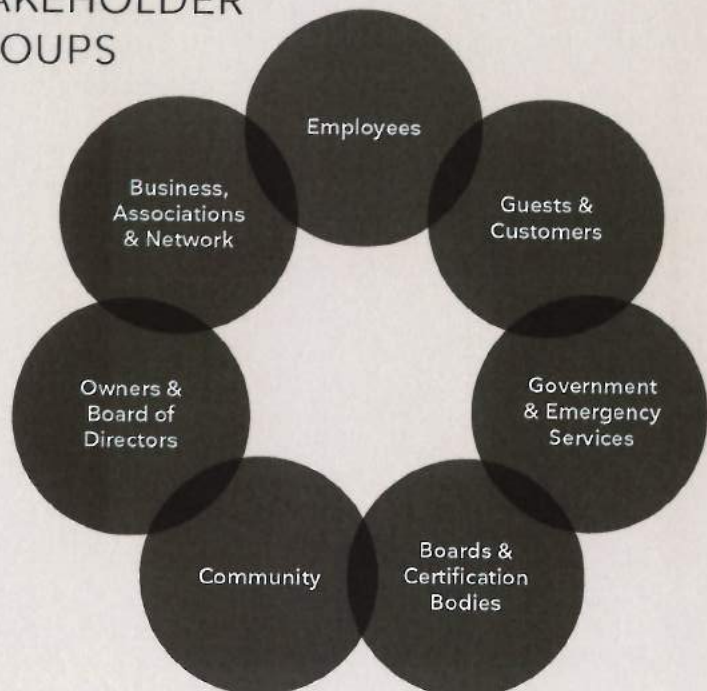 AKEHOLDER
OUPS
Employees
Guests &
Customers
Government
& Emergency
Services
Boards &
Certification
Bodies
Community
Owners &
Board of
Directors
Business,
Associations
& Network